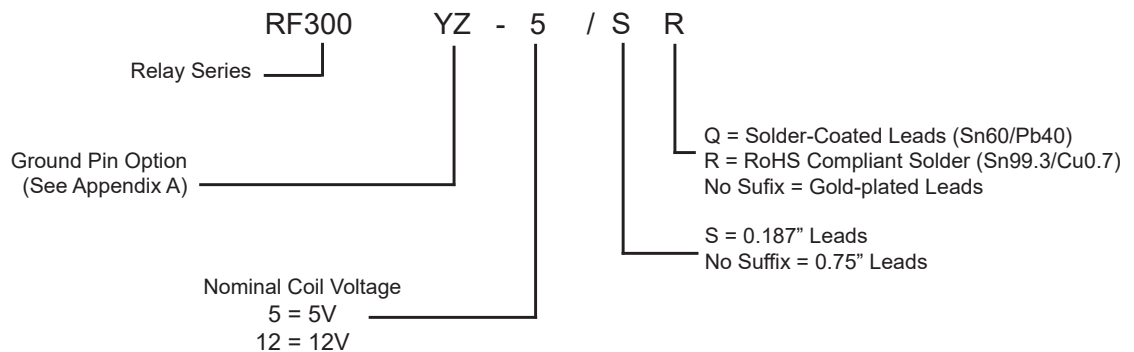 RF300 YZ - 5 / S R
Relay Series
Q = Solder-Coated Leads (Sn60/Pb40)
R = RoHS Compliant Solder (Sn99.3/Cu0.7)
No Sufix = Gold-plated Leads
Ground Pin Option
(See Appendix A)
S = 0.187” Leads
No Suffix = 0.75” Leads
Nominal Coil Voltage
5 = 5V
12 = 12V